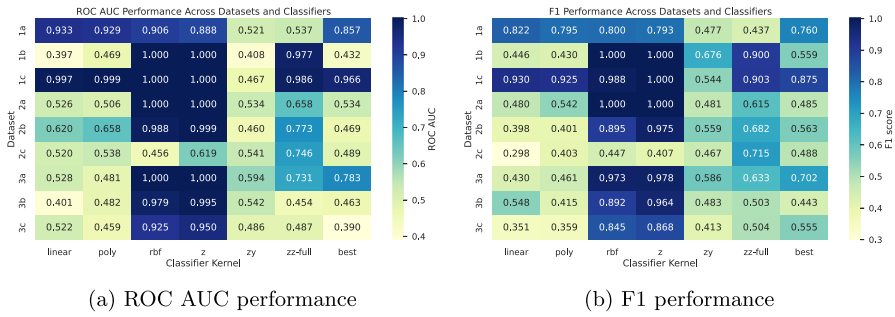 ROC AUC Performance Across Datasets and Classifiers
1a 0.933 0.929 0.906 0.888 0.521 0.537 0.857
1b 0.397 0.469 1.000 1.000 0.408 0.977 0.432
1c 0.997 0.999 1.000 1.000 0.467 0.986 0.966
2a 0.526 0.506 1.000 1.000 0.534 0.658 0.534
2b 0.620 0.658 0.988 0.999 0.460 0.773 0.469
2c 0.520 0.538 0.456 0.619 0.541 0.746 0.489
3a 0.528 0.481 1.000 1.000 0.594 0.731 0.783
3b 0.401 0.482 0.979 0.995 0.542 0.454 0.463
3c 0.522 0.459 0.925 0.950 0.486 0.487 0.390
linear poly rbf z zy zz-full best
Classifier Kernel
Dataset
1.0
0.9
0.8
0.7
0.6
0.5
0.4
ROC AUC
(a) ROC AUC performance
F1 Performance Across Datasets and Classifiers
1a 0.822 0.795 0.800 0.793 0.477 0.437 0.760
1b 0.446 0.430 1.000 1.000 0.676 0.900 0.559
1c 0.930 0.925 0.988 1.000 0.544 0.903 0.875
2a 0.480 0.542 1.000 1.000 0.481 0.615 0.485
2b 0.398 0.401 0.895 0.975 0.559 0.682 0.563
2c 0.298 0.403 0.447 0.407 0.467 0.715 0.488
3a 0.430 0.461 0.973 0.978 0.586 0.633 0.702
3b 0.548 0.415 0.892 0.964 0.483 0.503 0.443
3c 0.351 0.359 0.845 0.868 0.413 0.504 0.555
linear poly rbf z zy zz-full best
Classifier Kernel
Dataset
1.0
0.9
0.8
0.7
0.6
0.5
0.4
0.3
F1 score
(b) F1 performance